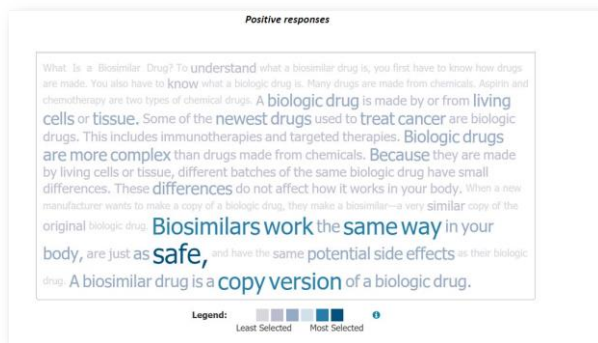 Positive responses
What Is a Biosimilar Drug? To understand what a biosimilar drug is, you first have to know how drugs
are made. You also have to know what a biologic drug is. Many drugs are made from chemicals. Aspirin and
chemotherapy are two types of chemical drugs. A biologic drug is made by or from living
cells or tissue. Some of the newest drugs used to treat cancer are biologic
drugs. This includes immunotherapies and targeted therapies. Biologic drugs
are more complex than drugs made from chemicals. Because they are made
by living cells or tissue, different batches of the same biologic drug have small
differences. These differences do not affect how it works in your body. When a new
manufacturer wants to make a copy of a biologic drug, they make a biosimilar—a very similar copy of the
original biologic drug. Biosimilars work the same way in your
body, are just as safe, and have the same potential side effects as their biologic
drug. A biosimilar drug is a copy version of a biologic drug.
Legend:
Least Selected Most Selected